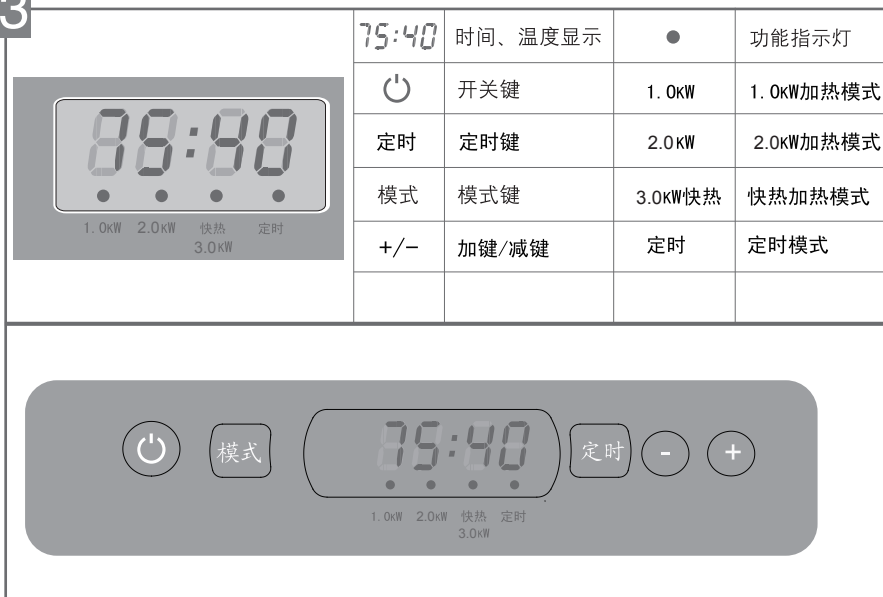 3
75:40 时间、温度显示 ● 功能指示灯
开关键 1.0KW 1.0KW加热模式
定时 定时键 2.0KW 2.0KW加热模式
模式 模式键 3.0KW快热 快热加热模式
+/− 加键/减键 定时 定时模式
75:40
1.0KW 2.0KW 快热 定时
3.0KW
模式 75:40 定时 - +
1.0KW 2.0KW 快热 定时
3.0KW